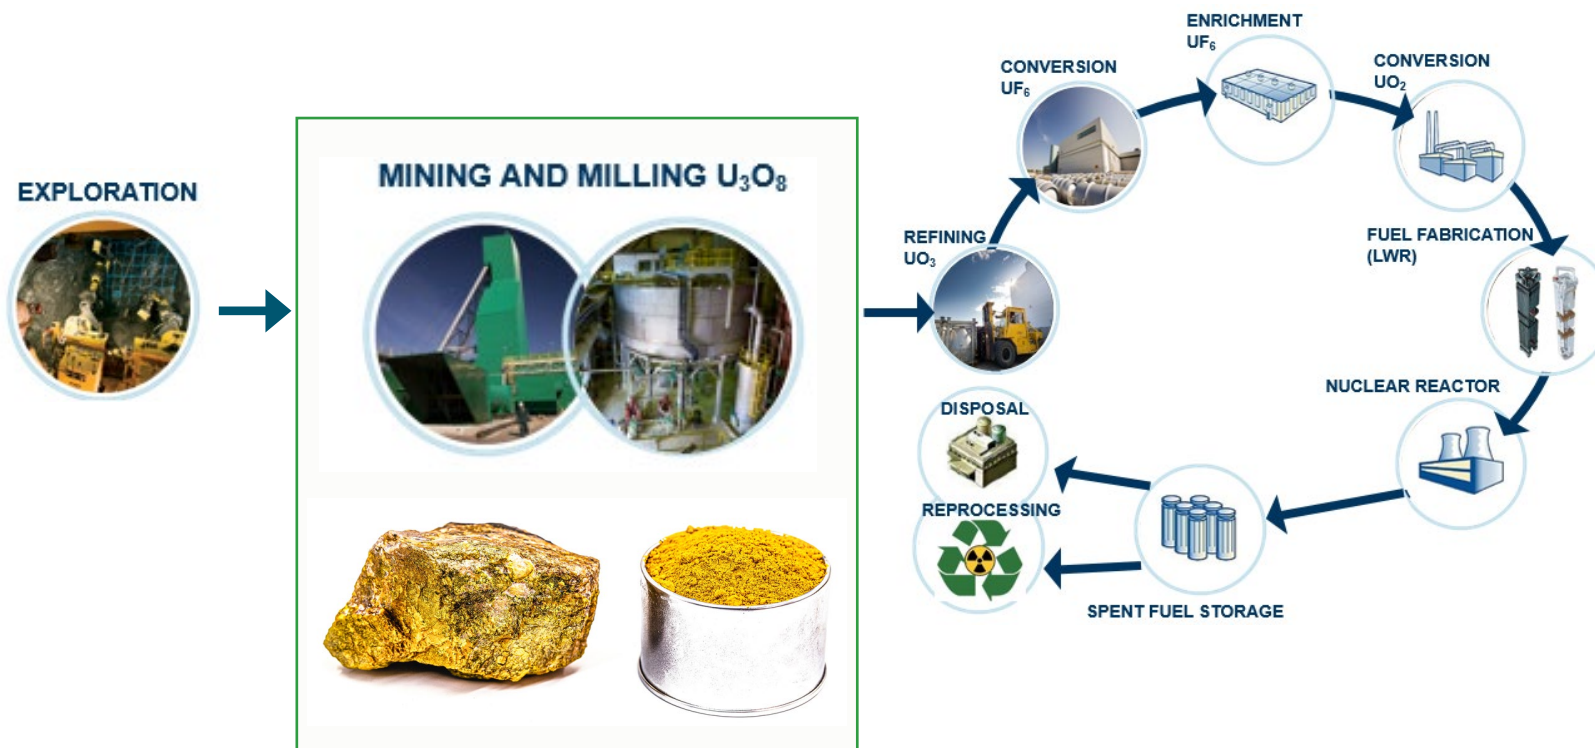 EXPLORATION
MINING AND MILLING U₃O₈
REFINING
UO₃
CONVERSION
UF₆
ENRICHMENT
UF₆
CONVERSION
UO₂
FUEL FABRICATION
(LWR)
NUCLEAR REACTOR
SPENT FUEL STORAGE
DISPOSAL
REPROCESSING